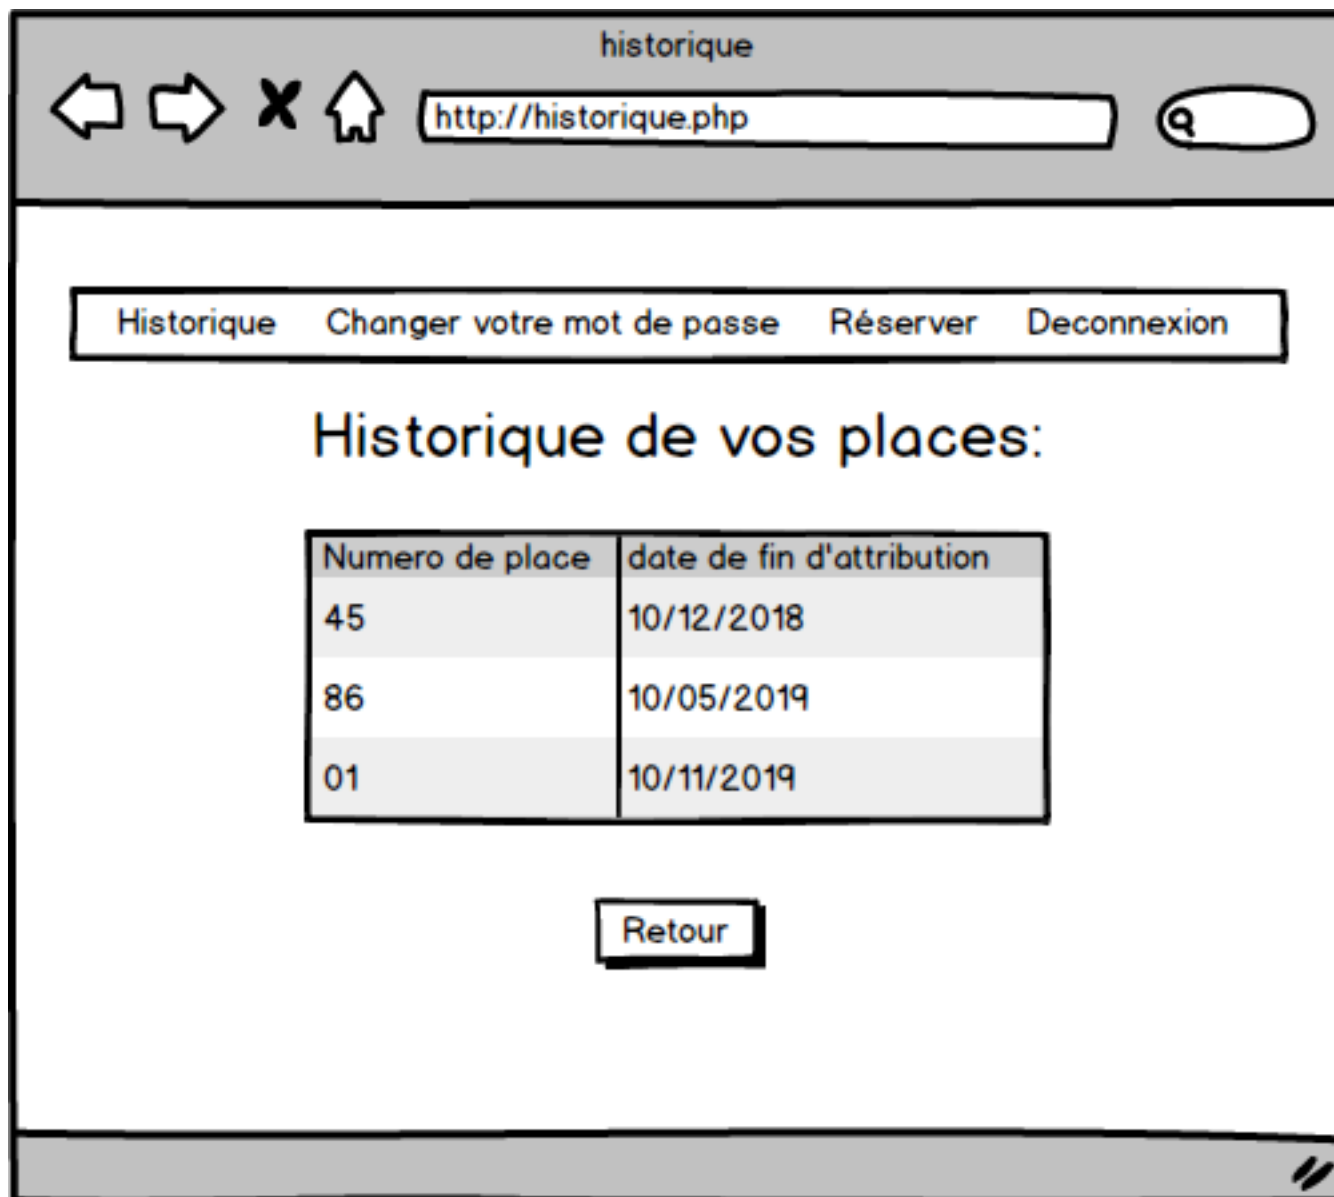 historique
http://historique.php
Historique Changer votre mot de passe Réserver Deconnexion
Historique de vos places:
Numero de place date de fin d'attribution
45 10/12/2018
86 10/05/2019
01 10/11/2019
Retour